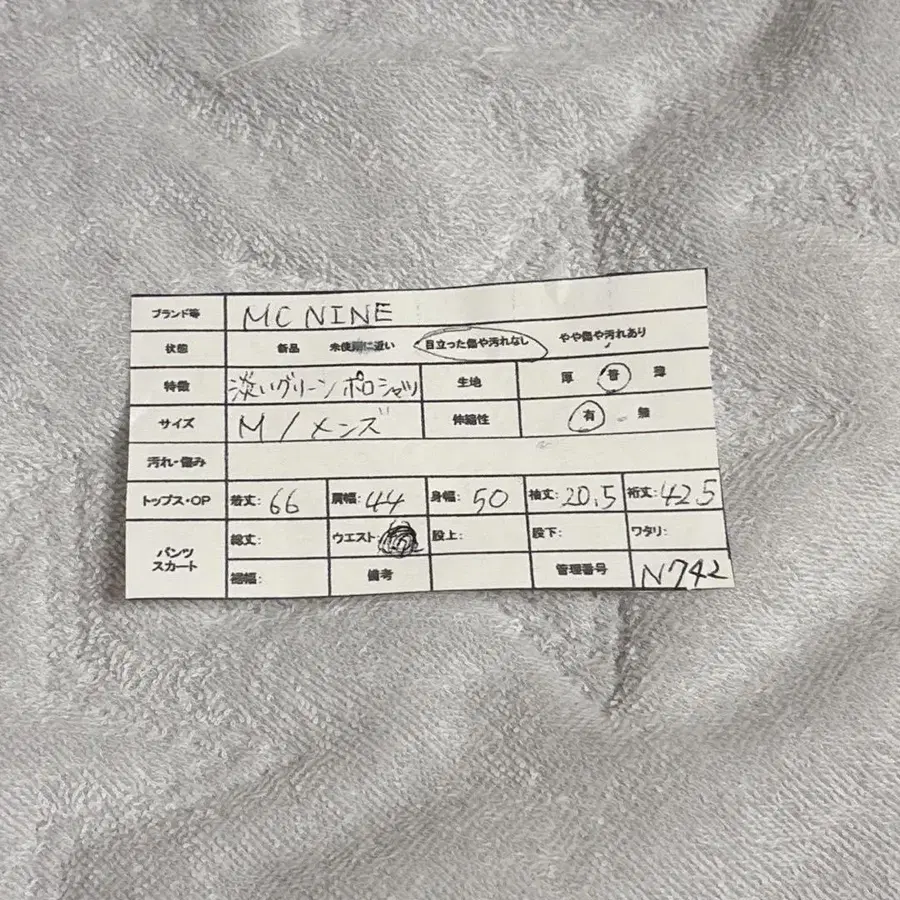 ブランド等 MC NINE
状態 新品 未使用に近い 目立った傷や汚れなし やや傷や汚れあり
特徴 淡いグリーンポロシャツ 生地 厚 普 薄
サイズ M/メンズ 伸縮性 有 無
汚れ・傷み
トップス・OP 着丈: 66 肩幅: 44 身幅: 50 袖丈: 20.5 裄丈: 42.5
パンツ スカート 総丈: ウエスト: 股上: 股下: ワタリ:
裾幅: 備考 管理番号 N742